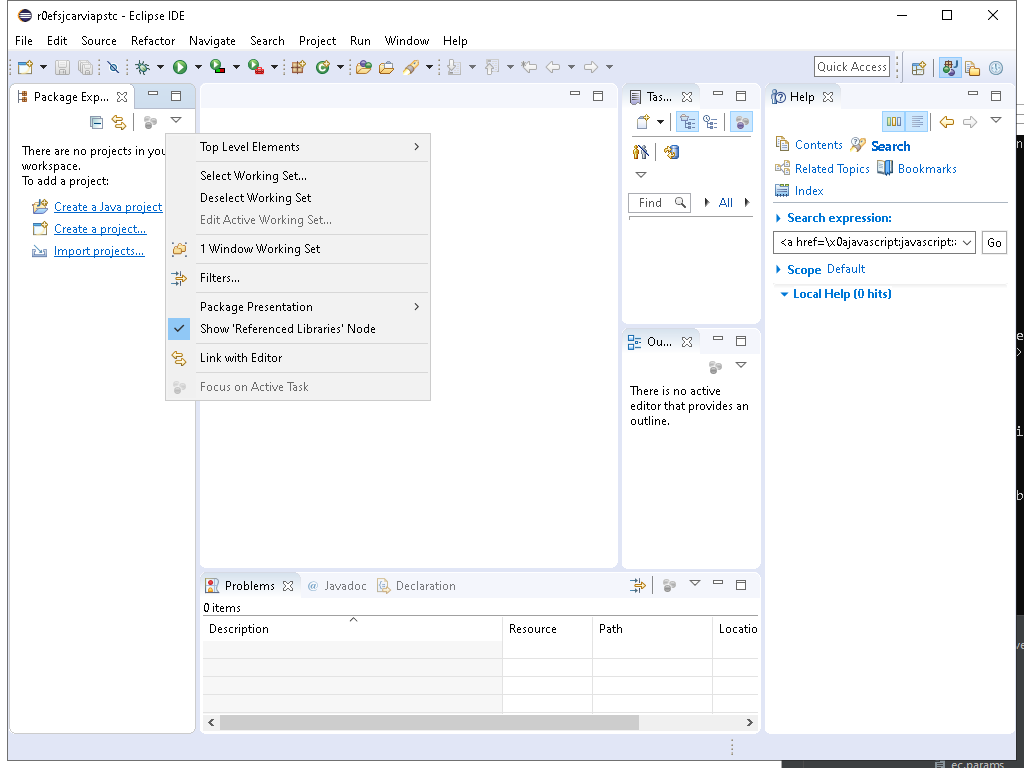 r0efsjcarviapstc - Eclipse IDE
File Edit Source Refactor Navigate Search Project Run Window Help
Quick Access
Package Exp...
There are no projects in you
workspace.
To add a project:
Create a Java project
Create a project...
Import projects...
Top Level Elements
Select Working Set...
Deselect Working Set
Edit Active Working Set...
1 Window Working Set
Filters...
Package Presentation
Show 'Referenced Libraries' Node
Link with Editor
Focus on Active Task
Tas...
Find
All
Ou...
There is no active
editor that provides an
outline.
Help
Contents Search
Related Topics Bookmarks
Index
Search expression:
<a href=\x0ajavascript:javascript:
Go
Scope Default
Local Help (0 hits)
Problems @ Javadoc Declaration
0 items
Description Resource Path Locatio
ec.params